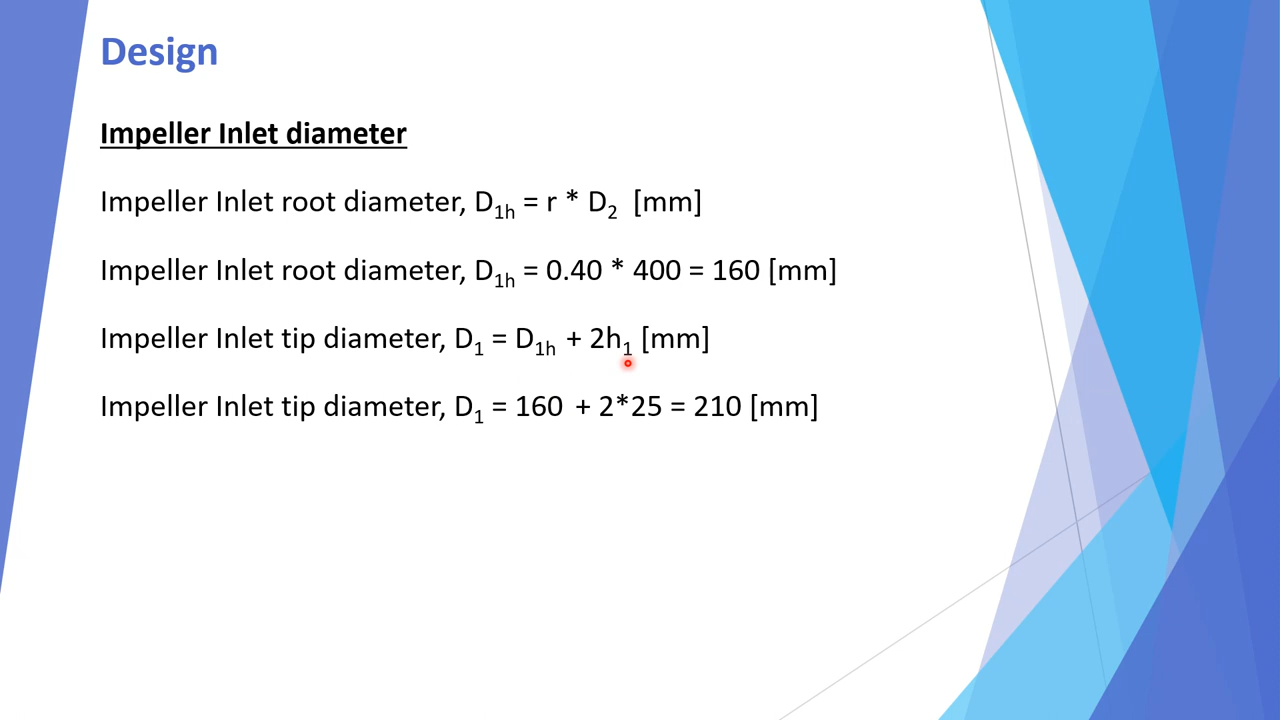 Design
Impeller Inlet diameter
Impeller Inlet root diameter, D1h = r * D2 [mm]
Impeller Inlet root diameter, D1h = 0.40 * 400 = 160 [mm]
Impeller Inlet tip diameter, D1 = D1h + 2h1 [mm]
Impeller Inlet tip diameter, D1 = 160 + 2*25 = 210 [mm]